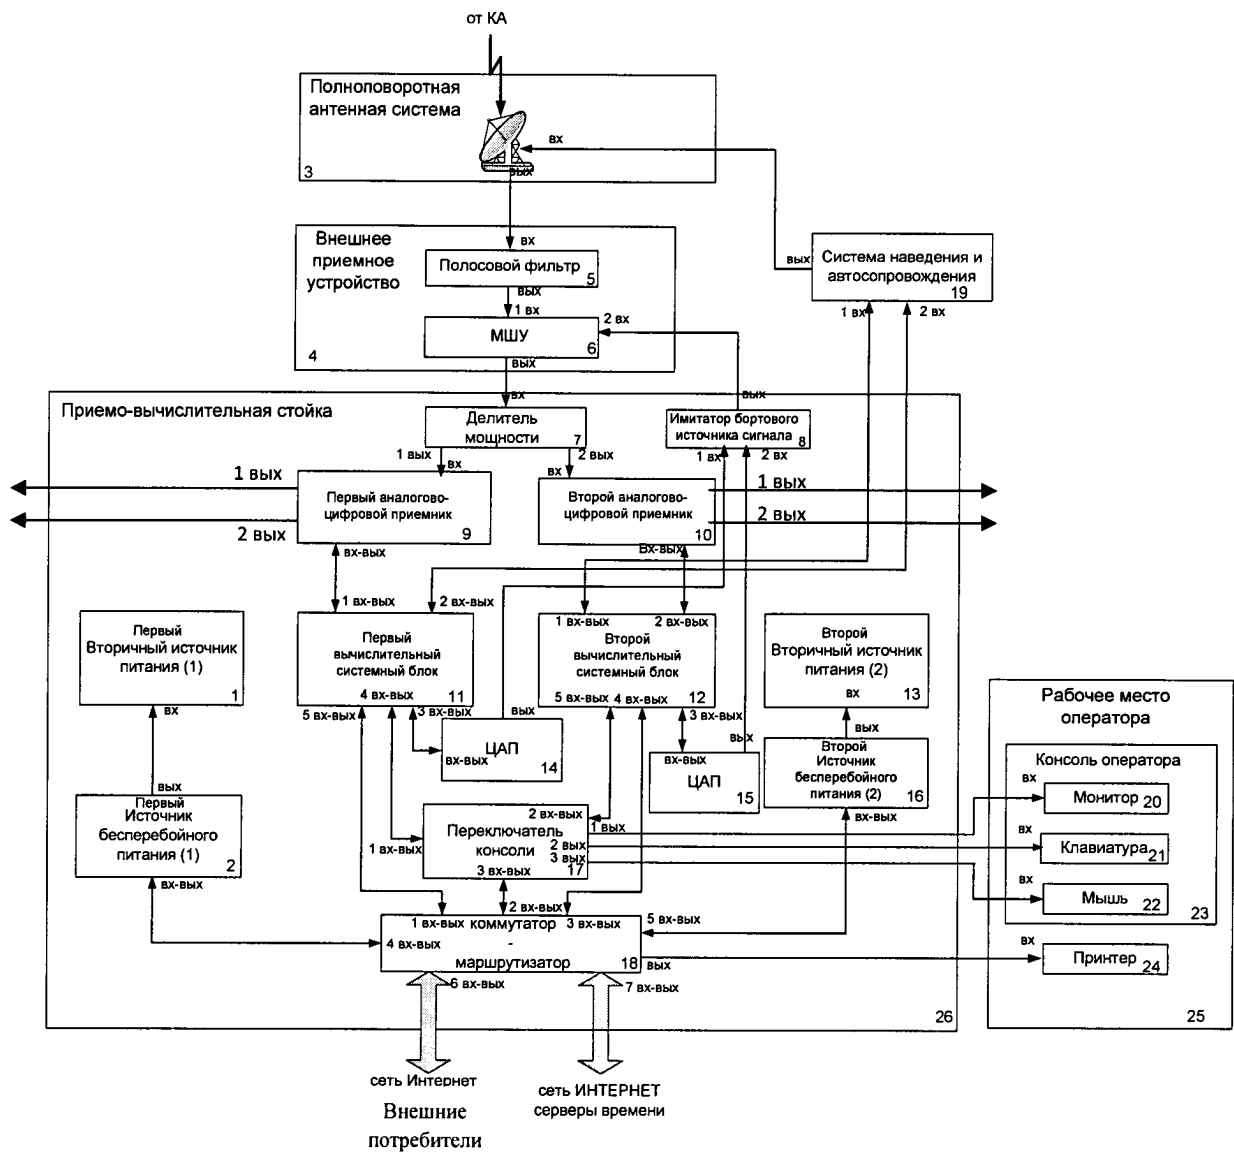 от КА
Полноповоротная
антенная система
вх
вых
3
вх
Внешнее
приемное
устройство
Полосовой фильтр
5
вых
1 вх
2 вх
МШУ
6
4
вых
вых
Система наведения и
автосопровождения
19
1 вх
2 вх
Приемо-вычислительная стойка
вх
вых
Делитель
мощности
7
Имитатор бортового
источника сигнала
8
1 вых
вх
2 вых
вх
1 вх
2 вх
1 вых
2 вых
Первый аналогово-
цифровой приемник
9
Второй аналогово-
цифровой приемник
10
1 вых
2 вых
вх-вых
Вх-вых
1 вх-вых
2 вх-вых
1 вх-вых
2 вх-вых
Первый
Вторичный источник
питания (1)
1
Первый
вычислительный
системный блок
4 вх-вых
11
Второй
вычислительный
системный блок
5 вх-вых
4 вх-вых
12
Второй
Вторичный источник
питания (2)
вх
13
вх
5 вх-вых
3 вх-вых
вых
3 вх-вых
вых
вых
вх-вых
ЦАП
14
вх-вых
ЦАП
15
Второй
Источник
бесперебойного
питания (2)
16
вх-вых
вых
Первый
Источник
бесперебойного
питания (1)
2
вх-вых
2 вх-вых
Переключатель
консоли
17
3 вх-вых
1 вх-вых
1 вых
2 вых
3 вых
Рабочее место
оператора
Консоль оператора
вх
Монитор
20
вх
Клавиатура
21
вх
Мышь
22
23
вх
Принтер
24
25
2 вх-вых
1 вх-вых
коммутатор
3 вх-вых
4 вх-вых
-
маршрутизатор
18
5 вх-вых
вых
6 вх-вых
7 вх-вых
26
сеть Интернет
Внешние
потребители
сеть ИНТЕРНЕТ
серверы времени